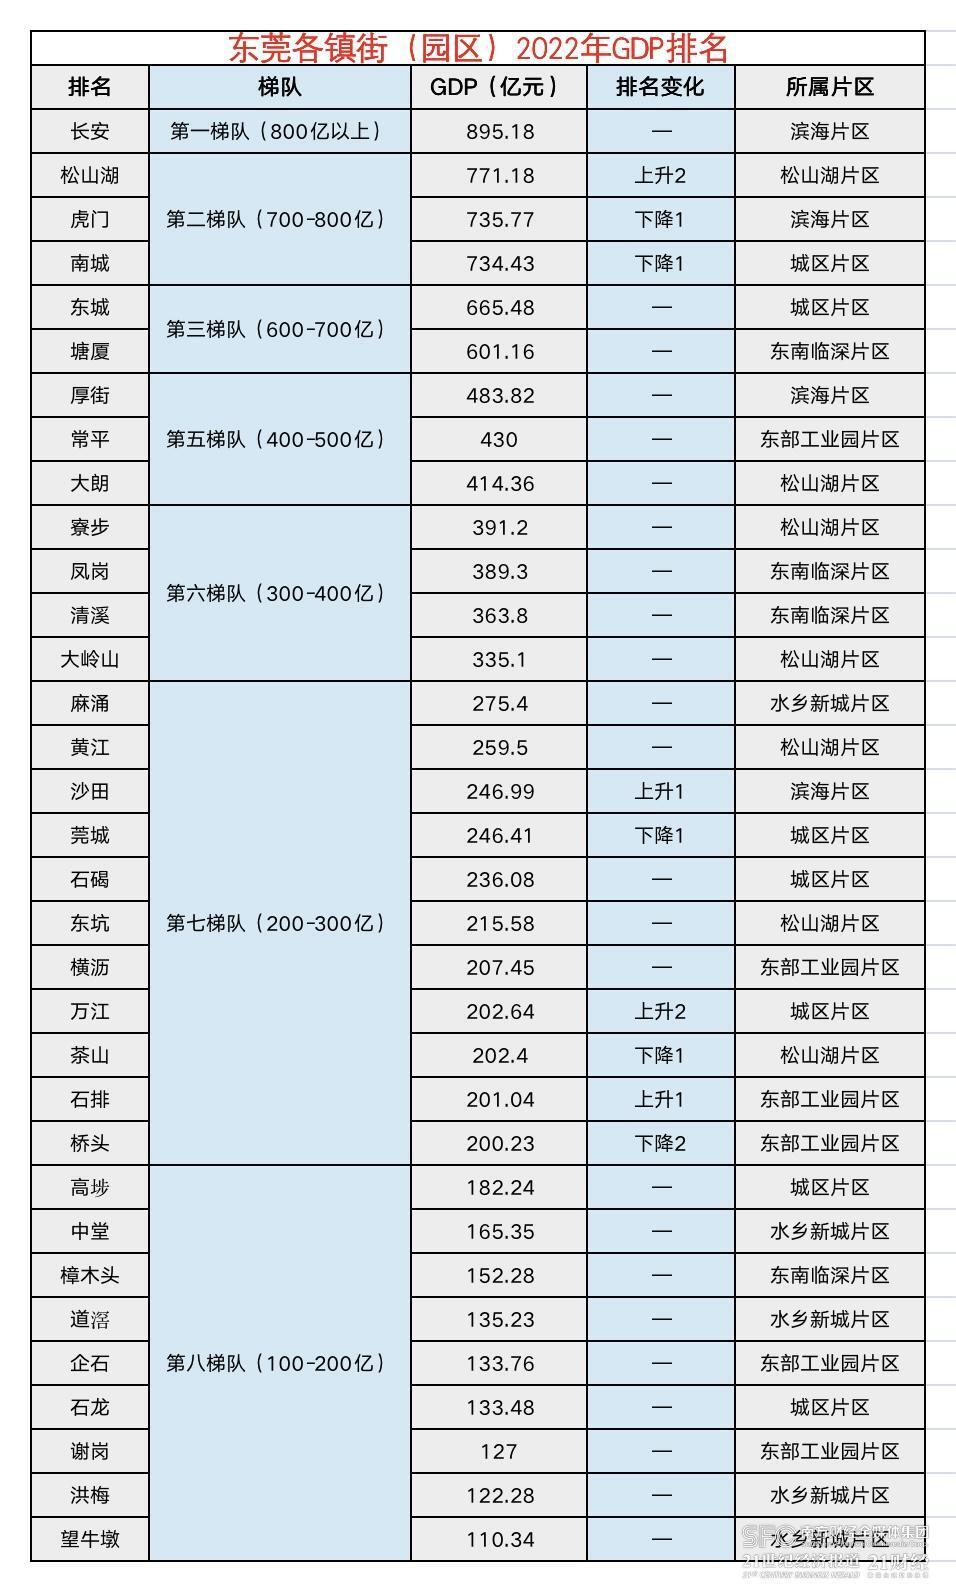 东莞各镇街（园区）2022年GDP排名
排名 梯队 GDP（亿元） 排名变化 所属片区
长安 第一梯队（800亿以上） 895.18 — 滨海片区
松山湖 771.18 上升2 松山湖片区
虎门 第二梯队（700-800亿） 735.77 下降1 滨海片区
南城 734.43 下降1 城区片区
东城 665.48 — 城区片区
第三梯队（600-700亿）
塘厦 601.16 — 东南临深片区
厚街 483.82 — 滨海片区
常平 第五梯队（400-500亿） 430 — 东部工业园片区
大朗 414.36 — 松山湖片区
寮步 391.2 — 松山湖片区
凤岗 389.3 — 东南临深片区
第六梯队（300-400亿）
清溪 363.8 — 东南临深片区
大岭山 335.1 — 松山湖片区
麻涌 275.4 — 水乡新城片区
黄江 259.5 — 松山湖片区
沙田 246.99 上升1 滨海片区
莞城 246.41 下降1 城区片区
石碣 236.08 — 城区片区
东坑 第七梯队（200-300亿） 215.58 — 松山湖片区
横沥 207.45 — 东部工业园片区
万江 202.64 上升2 城区片区
茶山 202.4 下降1 松山湖片区
石排 201.04 上升1 东部工业园片区
桥头 200.23 下降2 东部工业园片区
高埗 182.24 — 城区片区
中堂 165.35 — 水乡新城片区
樟木头 152.28 — 东南临深片区
道滘 135.23 — 水乡新城片区
企石 第八梯队（100-200亿） 133.76 — 东部工业园片区
石龙 133.48 — 城区片区
谢岗 127 — 东部工业园片区
洪梅 122.28 — 水乡新城片区
望牛墩 110.34 — 水乡新城片区
SFC 南方财经全媒体集团
21世纪经济报道 21财经
21ST CENTURY BUSINESS HERALD